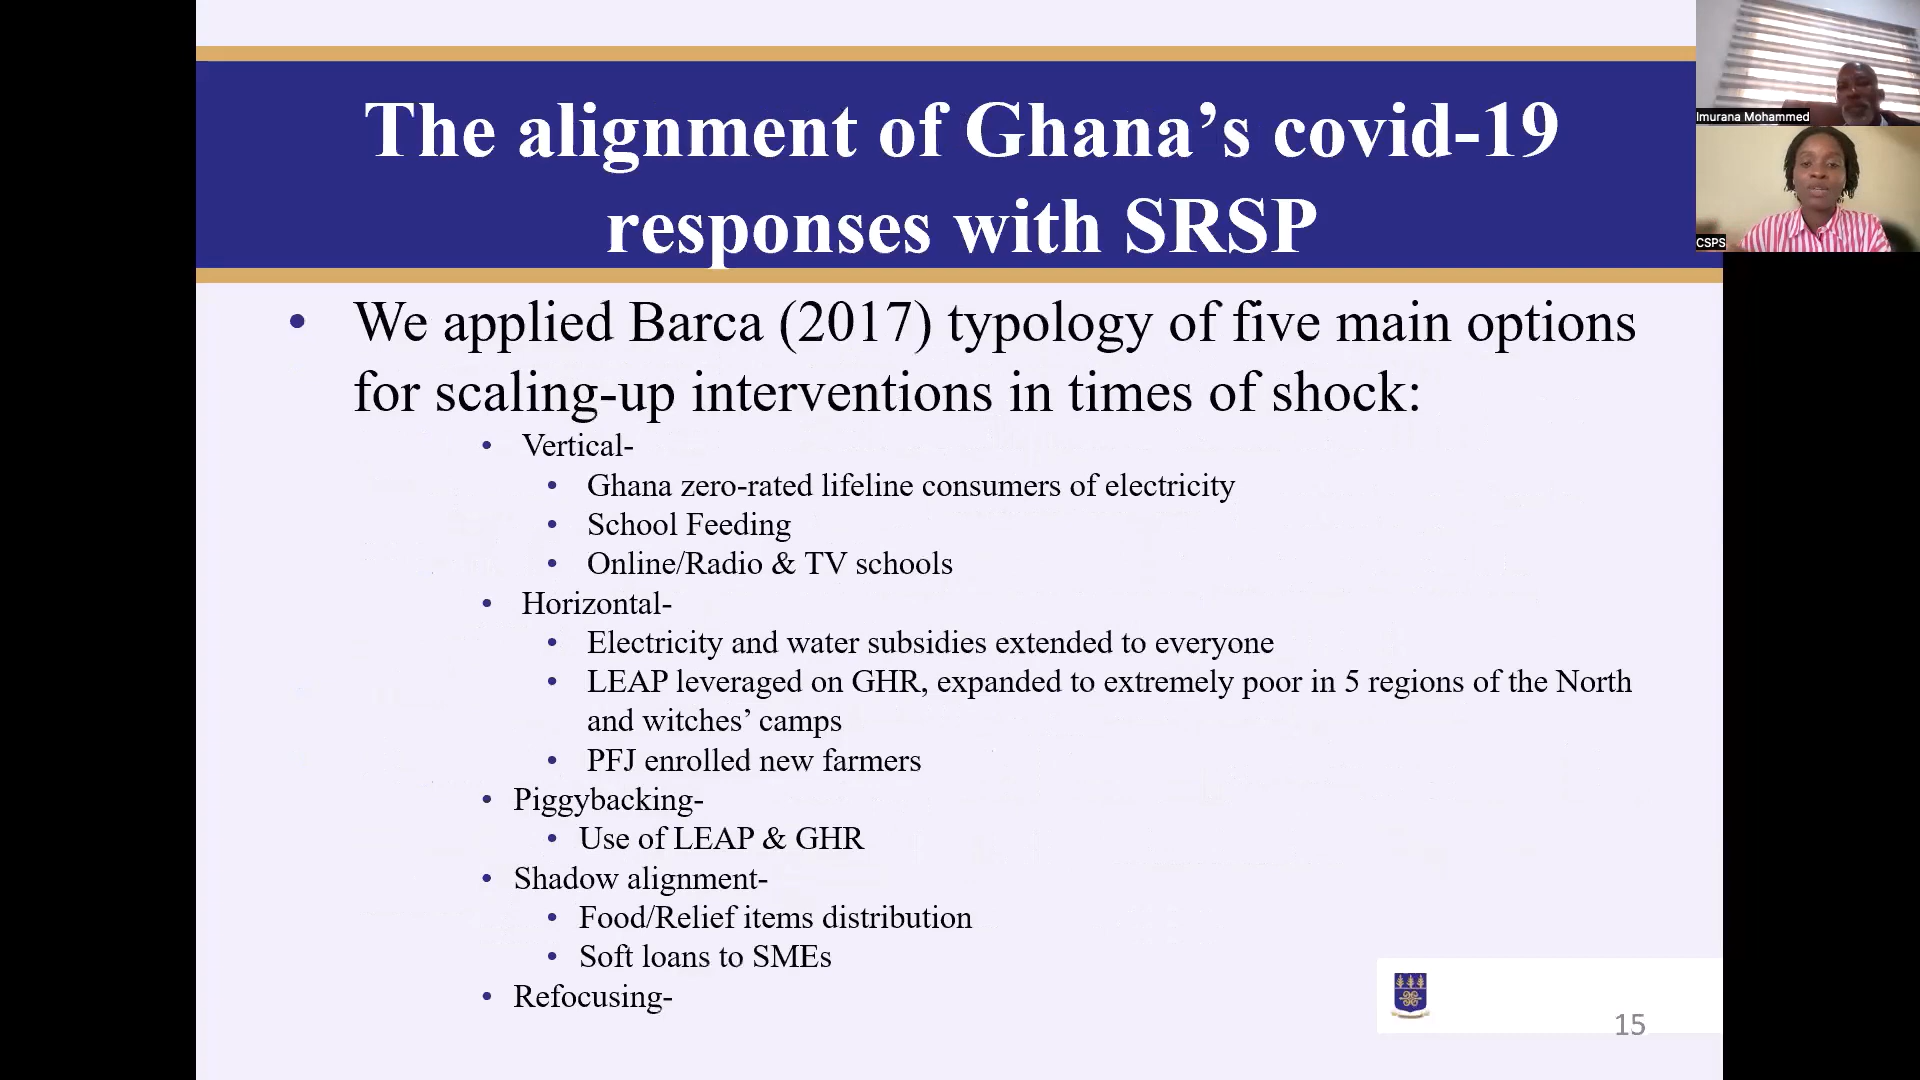 The alignment of Ghana’s covid-19
responses with SRSP
Imurana Mohammed
CSPS
• We applied Barca (2017) typology of five main options
for scaling-up interventions in times of shock:
• Vertical-
• Ghana zero-rated lifeline consumers of electricity
• School Feeding
• Online/Radio & TV schools
• Horizontal-
• Electricity and water subsidies extended to everyone
• LEAP leveraged on GHR, expanded to extremely poor in 5 regions of the North
and witches’ camps
• PFJ enrolled new farmers
• Piggybacking-
• Use of LEAP & GHR
• Shadow alignment-
• Food/Relief items distribution
• Soft loans to SMEs
• Refocusing-
15